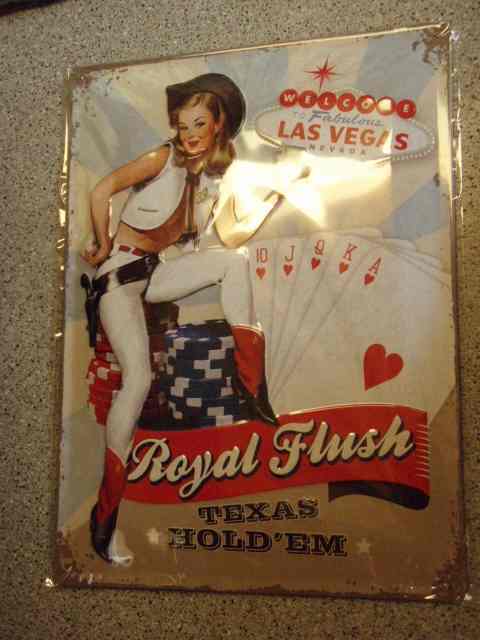 WELCOME
TO Fabulous
LAS VEGAS
NEVADA
10 J Q K A
Royal Flush
TEXAS
HOLD'EM